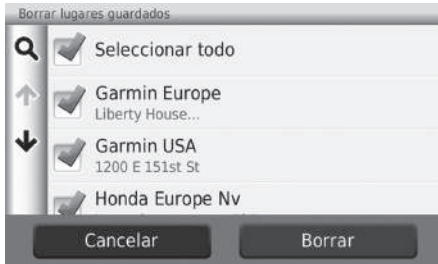 Borrar lugares guardados
Seleccionar todo
Garmin Europe
Liberty House...
Garmin USA
1200 E 151st St
Honda Europe Nv
Cancelar
Borrar